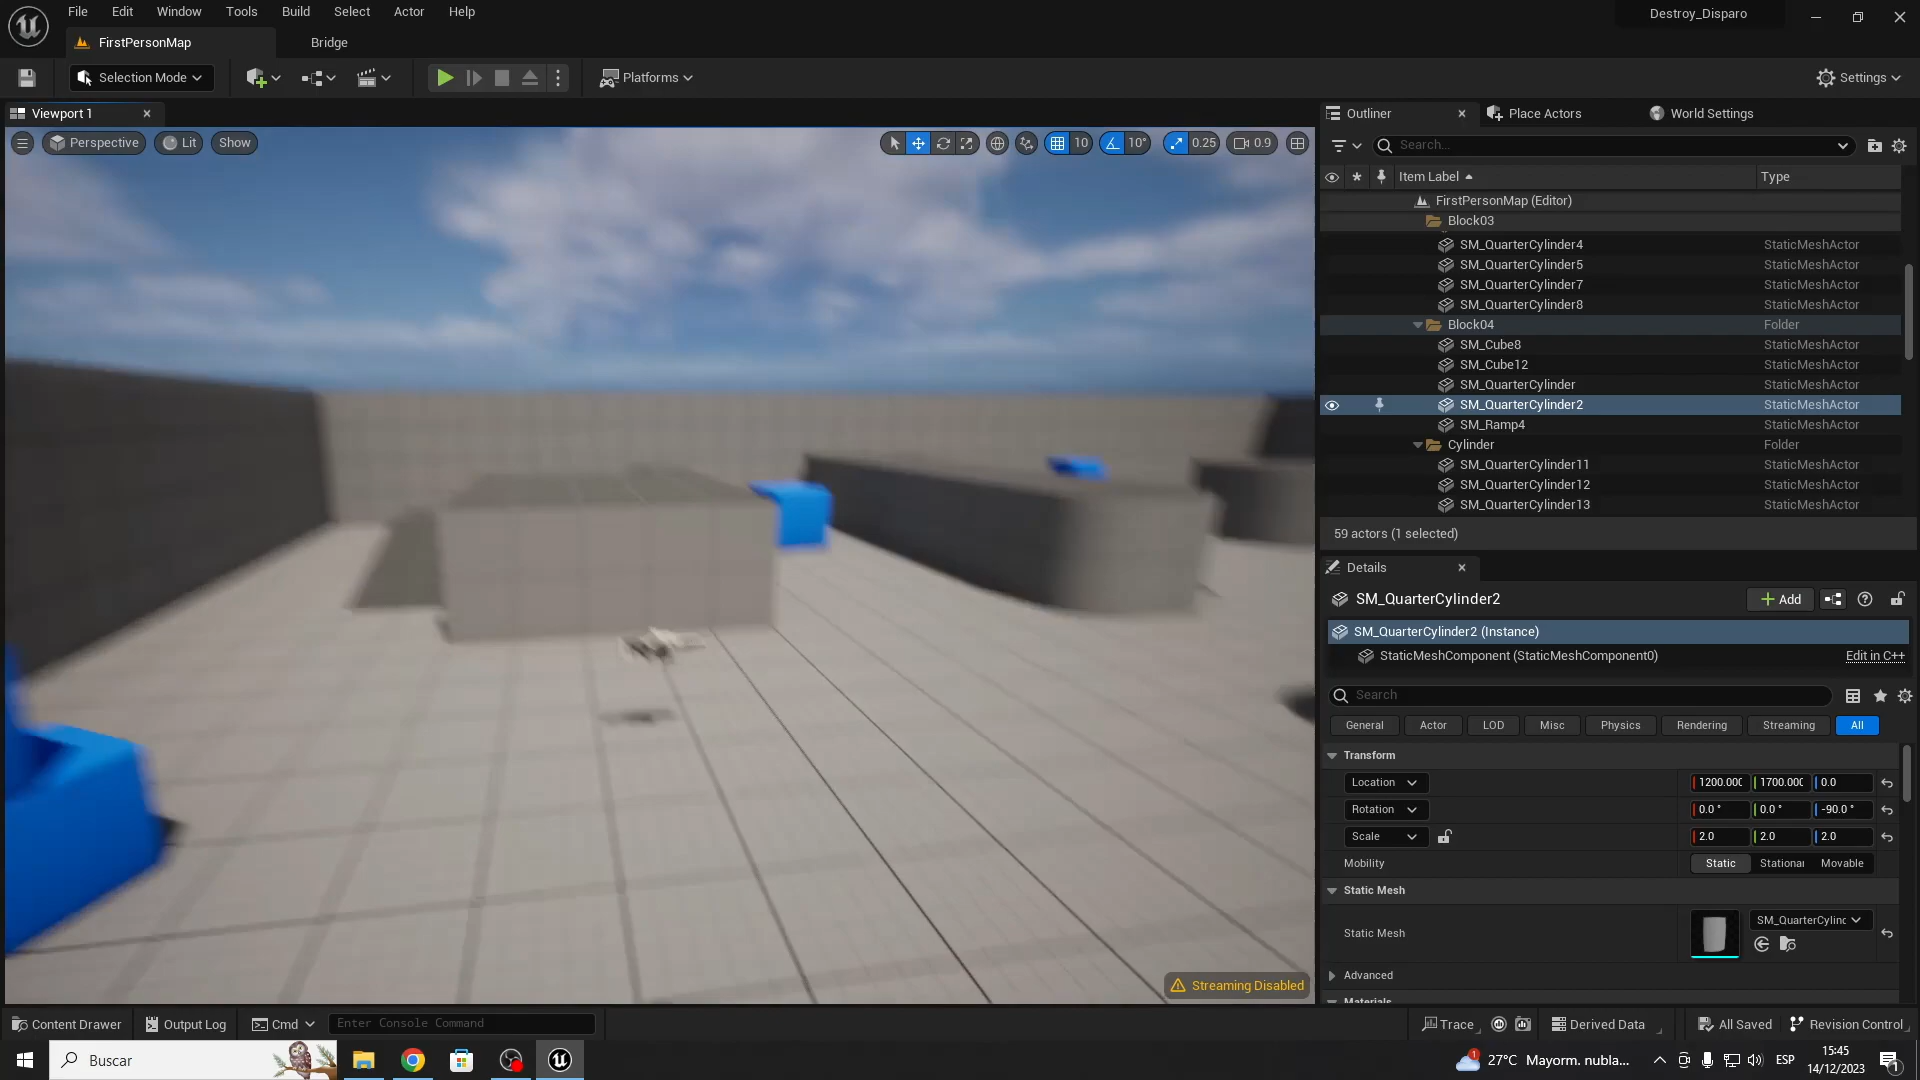 File Edit Window Tools Build Select Actor Help
Destroy_Disparo
FirstPersonMap
Bridge
Selection Mode
Platforms
Settings
Viewport 1
Perspective
Lit
Show
10
10°
0.25
0.9
Outliner
Place Actors
World Settings
Search...
Item Label
Type
FirstPersonMap (Editor)
Block03
SM_QuarterCylinder4 StaticMeshActor
SM_QuarterCylinder5 StaticMeshActor
SM_QuarterCylinder7 StaticMeshActor
SM_QuarterCylinder8 StaticMeshActor
Block04 Folder
SM_Cube8 StaticMeshActor
SM_Cube12 StaticMeshActor
SM_QuarterCylinder StaticMeshActor
SM_QuarterCylinder2 StaticMeshActor
SM_Ramp4 StaticMeshActor
Cylinder Folder
SM_QuarterCylinder11 StaticMeshActor
SM_QuarterCylinder12 StaticMeshActor
SM_QuarterCylinder13 StaticMeshActor
59 actors (1 selected)
Details
SM_QuarterCylinder2
Add
SM_QuarterCylinder2 (Instance)
StaticMeshComponent (StaticMeshComponent0)
Edit in C++
Search
General Actor LOD Misc Physics Rendering Streaming All
Transform
Location 1200.000 1700.000 0.0
Rotation 0.0 ° 0.0 ° -90.0 °
Scale 2.0 2.0 2.0
Mobility Static Stationar Movable
Static Mesh
SM_QuarterCylinc
Static Mesh
Advanced
Materials
Streaming Disabled
Content Drawer
Output Log
Cmd
Enter Console Command
Trace
Derived Data
All Saved
Revision Control
Buscar
1
27°C Mayorm. nubla...
ESP
15:45
14/12/2023
1